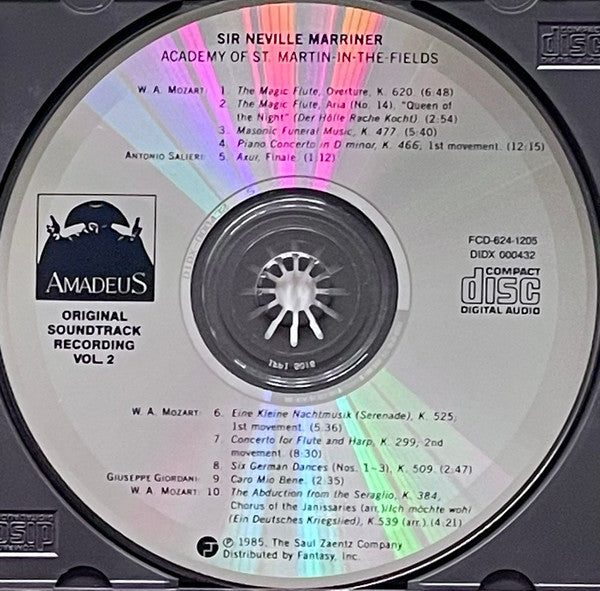 SIR NEVILLE MARRINER
ACADEMY OF ST. MARTIN-IN-THE-FIELDS
W. A. MOZART: 1. The Magic Flute, Overture, K. 620. (6:48)
2. The Magic Flute, Aria (No. 14), "Queen of
the Night" (Der Hölle Rache Kocht). (2:54)
3. Masonic Funeral Music, K. 477. (5:40)
4. Piano Concerto in D minor, K. 466, 1st movement. (12:15)
ANTONIO SALIERI: 5. Axur, Finale. (1:12)
AMADEUS
ORIGINAL
SOUNDTRACK
RECORDING
VOL. 2
FCD-624-1205
DIDX 000432
COMPACT
disc
DIGITAL AUDIO
W. A. MOZART: 6. Eine Kleine Nachtmusik (Serenade), K. 525,
1st movement. (5:36)
7. Concerto for Flute and Harp, K. 299, 2nd
movement. (8:30)
8. Six German Dances (Nos. 1-3), K. 509. (2:47)
GIUSEPPE GIORDANI: 9. Caro Mio Bene. (2:35)
W. A. MOZART: 10. The Abduction from the Seraglio, K. 384,
Chorus of the Janissaries (arr.)/Ich möchte wohl
(Ein Deutsches Kriegslied), K.539 (arr.). (4:21)
℗ 1985, The Saul Zaentz Company
Distributed by Fantasy, Inc.